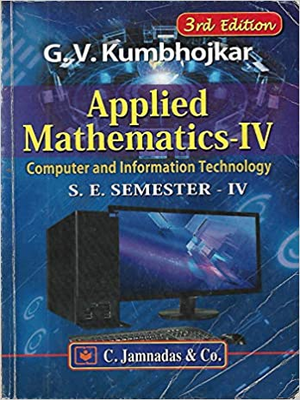 3rd Edition
G. V. Kumbhojkar
Applied
Mathematics-IV
Computer and Information Technology
S. E. SEMESTER - IV
C. Jamnadas & Co.